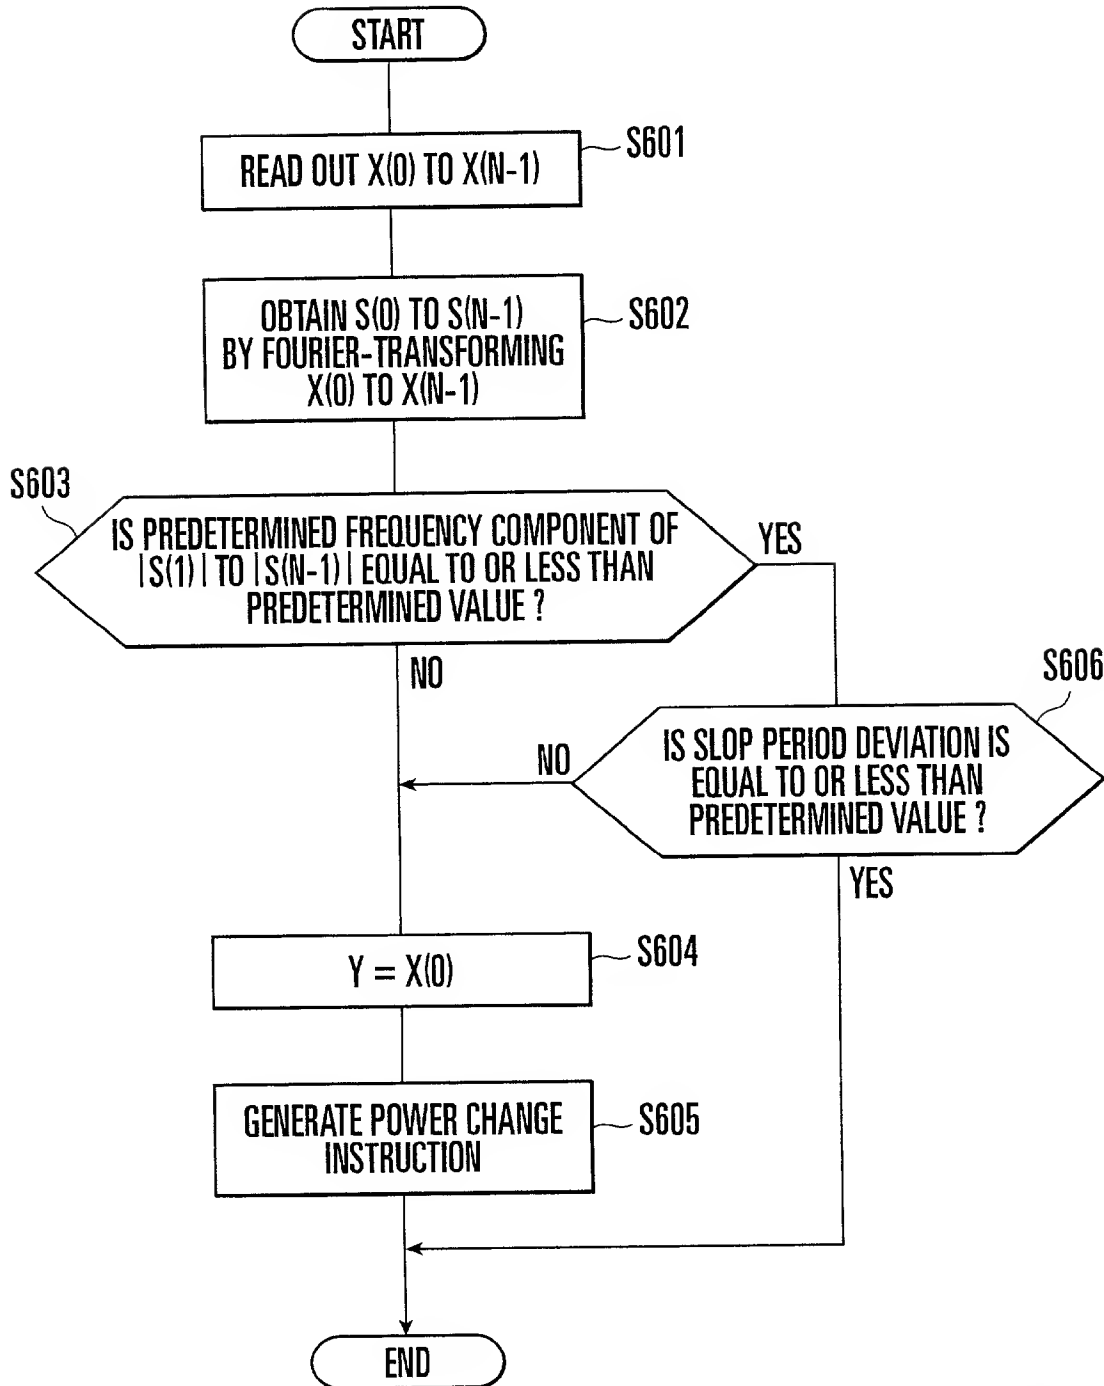 START
READ OUT X(0) TO X(N-1)
S601
OBTAIN S(0) TO S(N-1)
BY FOURIER-TRANSFORMING
X(0) TO X(N-1)
S602
S603
IS PREDETERMINED FREQUENCY COMPONENT OF
|S(1)| TO |S(N-1)| EQUAL TO OR LESS THAN
PREDETERMINED VALUE ?
YES
NO
S606
IS SLOP PERIOD DEVIATION IS
EQUAL TO OR LESS THAN
PREDETERMINED VALUE ?
NO
YES
Y = X(0)
S604
GENERATE POWER CHANGE
INSTRUCTION
S605
END